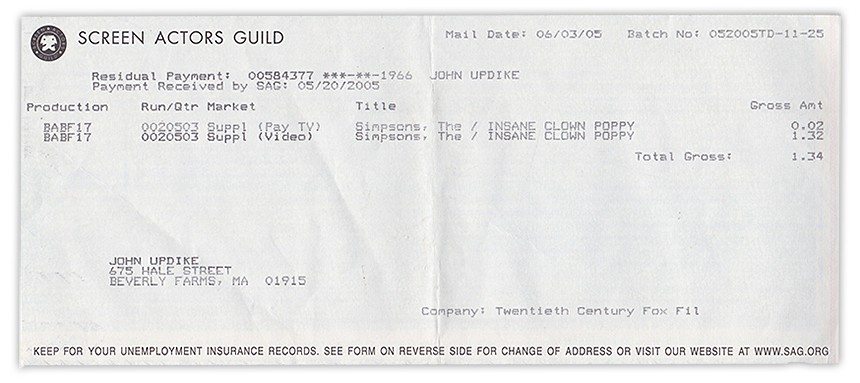 SCREEN ACTORS GUILD
Mail Date: 06/03/05 Batch No: 052005TD-11-25
Residual Payment: 00584377 ***-**-1966 JOHN UPDIKE
Payment Received by SAG: 05/20/2005
Production Run/Qtr Market Title Gross Amt
BABF17 0020503 Suppl (Pay TV) Simpsons, The / INSANE CLOWN POPPY 0.02
BABF17 0020503 Suppl (Video) Simpsons, The / INSANE CLOWN POPPY 1.32
Total Gross: 1.34
JOHN UPDIKE
675 HALE STREET
BEVERLY FARMS, MA 01915
Company: Twentieth Century Fox Fil
KEEP FOR YOUR UNEMPLOYMENT INSURANCE RECORDS. SEE FORM ON REVERSE SIDE FOR CHANGE OF ADDRESS OR VISIT OUR WEBSITE AT WWW.SAG.ORG